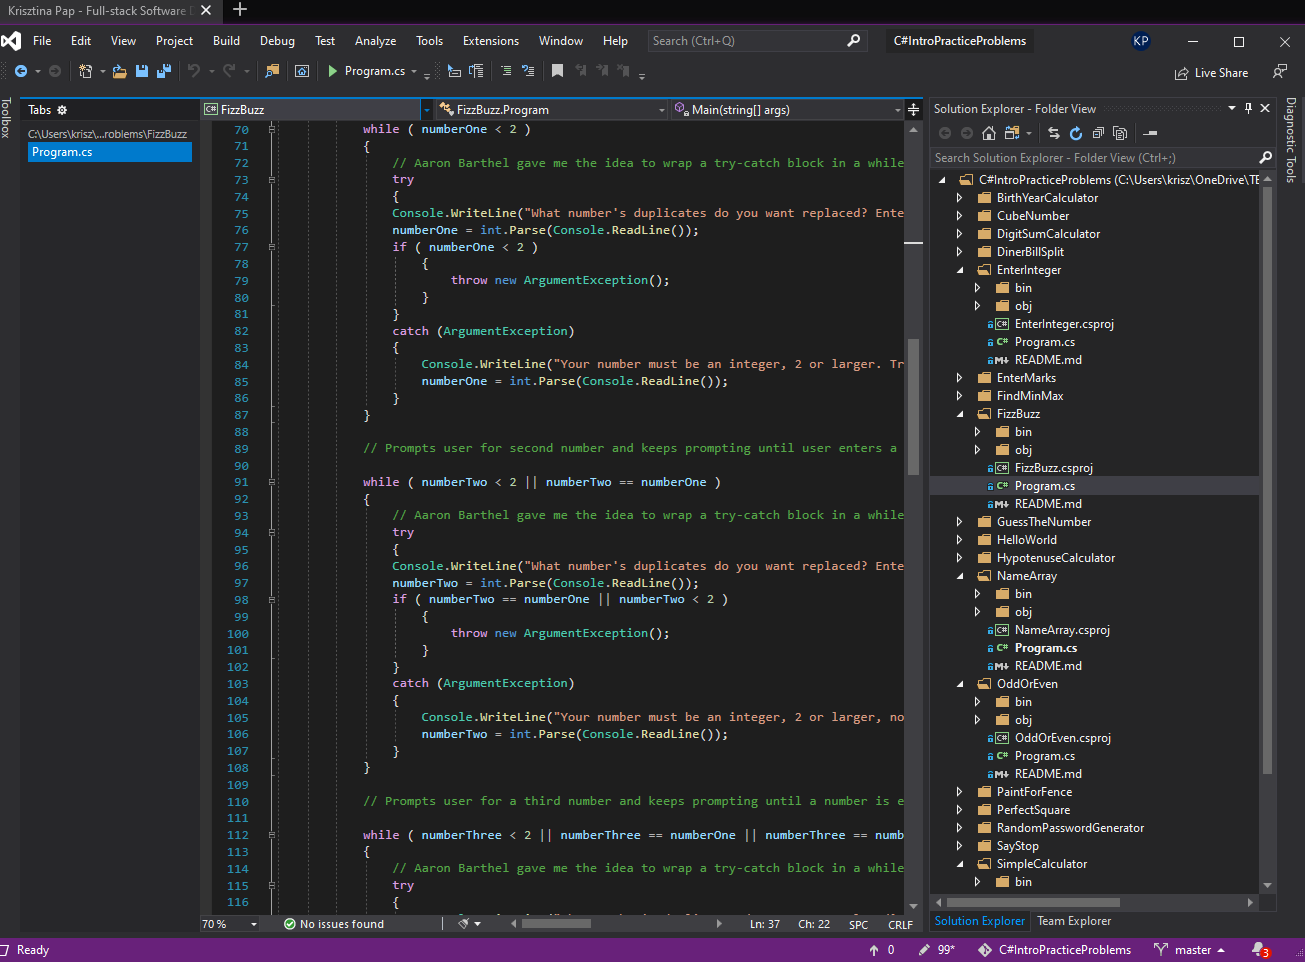 Krisztina Pap - Full-stack Software
File Edit View Project Build Debug Test Analyze Tools Extensions Window Help Search (Ctrl+Q) C#IntroPracticeProblems KP
Program.cs Live Share
Toolbox
Tabs
C:\Users\krisz\...roblems\FizzBuzz
Program.cs
C# FizzBuzz FizzBuzz.Program Main(string[] args)
70 while ( numberOne < 2 )
71 {
72 // Aaron Barthel gave me the idea to wrap a try-catch block in a while
73 try
74 {
75 Console.WriteLine("What number's duplicates do you want replaced? Ente
76 numberOne = int.Parse(Console.ReadLine());
77 if ( numberOne < 2 )
78 {
79 throw new ArgumentException();
80 }
81 }
82 catch (ArgumentException)
83 {
84 Console.WriteLine("Your number must be an integer, 2 or larger. Tr
85 numberOne = int.Parse(Console.ReadLine());
86 }
87 }
88
89 // Prompts user for second number and keeps prompting until user enters a
90
91 while ( numberTwo < 2 || numberTwo == numberOne )
92 {
93 // Aaron Barthel gave me the idea to wrap a try-catch block in a while
94 try
95 {
96 Console.WriteLine("What number's duplicates do you want replaced? Ente
97 numberTwo = int.Parse(Console.ReadLine());
98 if ( numberTwo == numberOne || numberTwo < 2 )
99 {
100 throw new ArgumentException();
101 }
102 }
103 catch (ArgumentException)
104 {
105 Console.WriteLine("Your number must be an integer, 2 or larger, no
106 numberTwo = int.Parse(Console.ReadLine());
107 }
108 }
109
110 // Prompts user for a third number and keeps prompting until a number is e
111
112 while ( numberThree < 2 || numberThree == numberOne || numberThree == numb
113 {
114 // Aaron Barthel gave me the idea to wrap a try-catch block in a while
115 try
116 {
70 % No issues found Ln: 37 Ch: 22 SPC CRLF
Solution Explorer - Folder View
Search Solution Explorer - Folder View (Ctrl+;)
C#IntroPracticeProblems (C:\Users\krisz\OneDrive\TE
BirthYearCalculator
CubeNumber
DigitSumCalculator
DinerBillSplit
EnterInteger
bin
obj
C# EnterInteger.csproj
C# Program.cs
M↓ README.md
EnterMarks
FindMinMax
FizzBuzz
bin
obj
C# FizzBuzz.csproj
C# Program.cs
M↓ README.md
GuessTheNumber
HelloWorld
HypotenuseCalculator
NameArray
bin
obj
C# NameArray.csproj
C# Program.cs
M↓ README.md
OddOrEven
bin
obj
C# OddOrEven.csproj
C# Program.cs
M↓ README.md
PaintForFence
PerfectSquare
RandomPasswordGenerator
SayStop
SimpleCalculator
bin
Solution Explorer Team Explorer
Diagnostic Tools
Ready 0 99* C#IntroPracticeProblems master 3